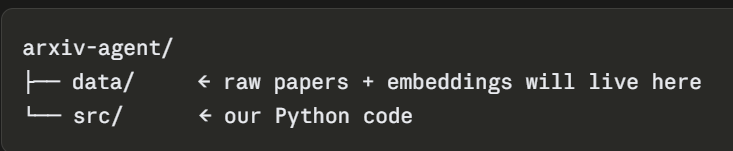 arxiv-agent/
├── data/     ← raw papers + embeddings will live here
└── src/      ← our Python code